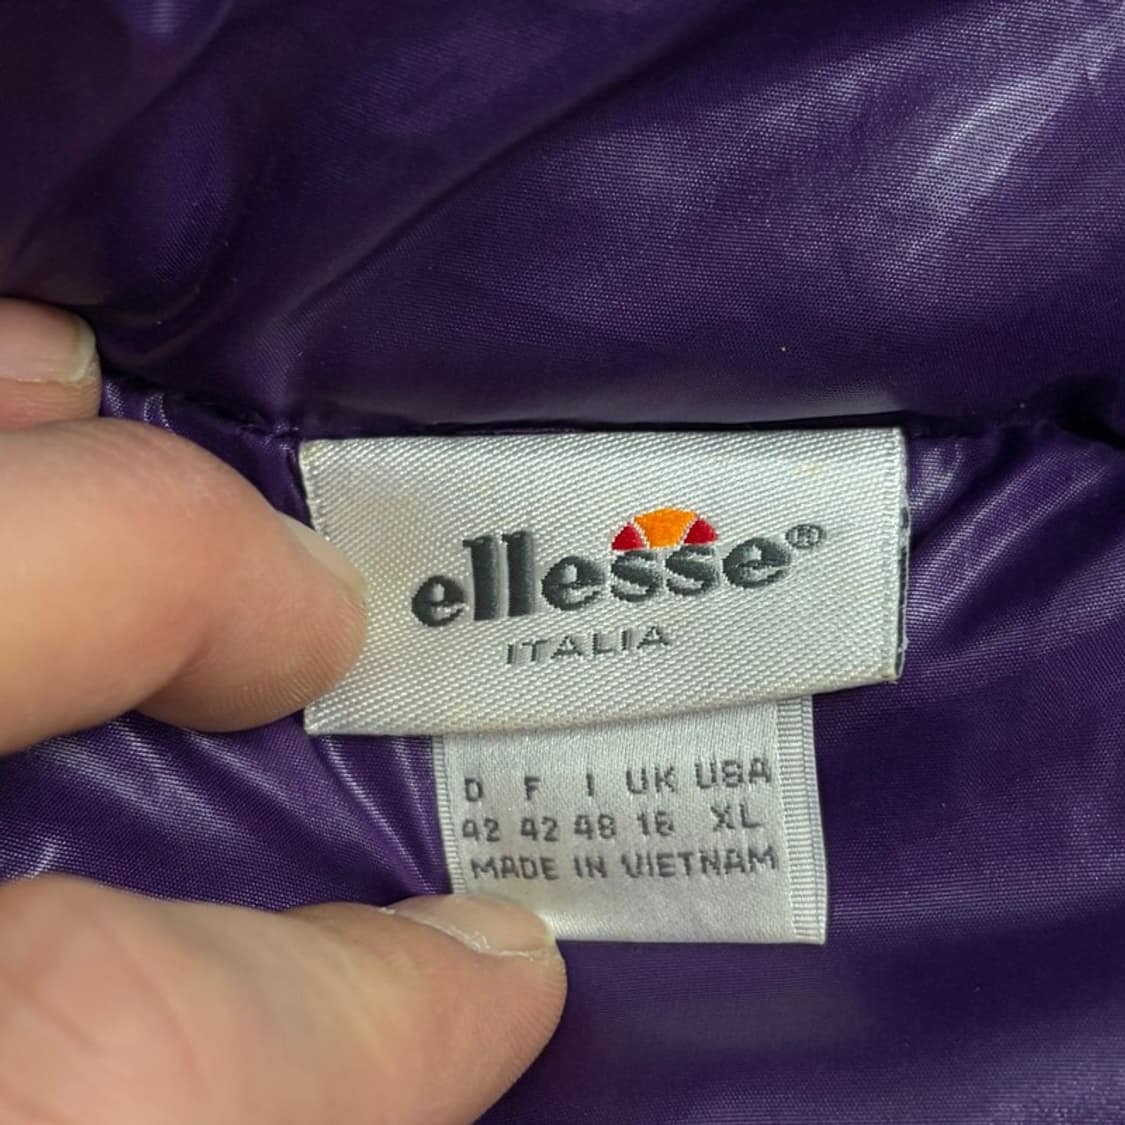 ellesse®
ITALIA
D F I UK USA
42 42 48 16 XL
MADE IN VIETNAM